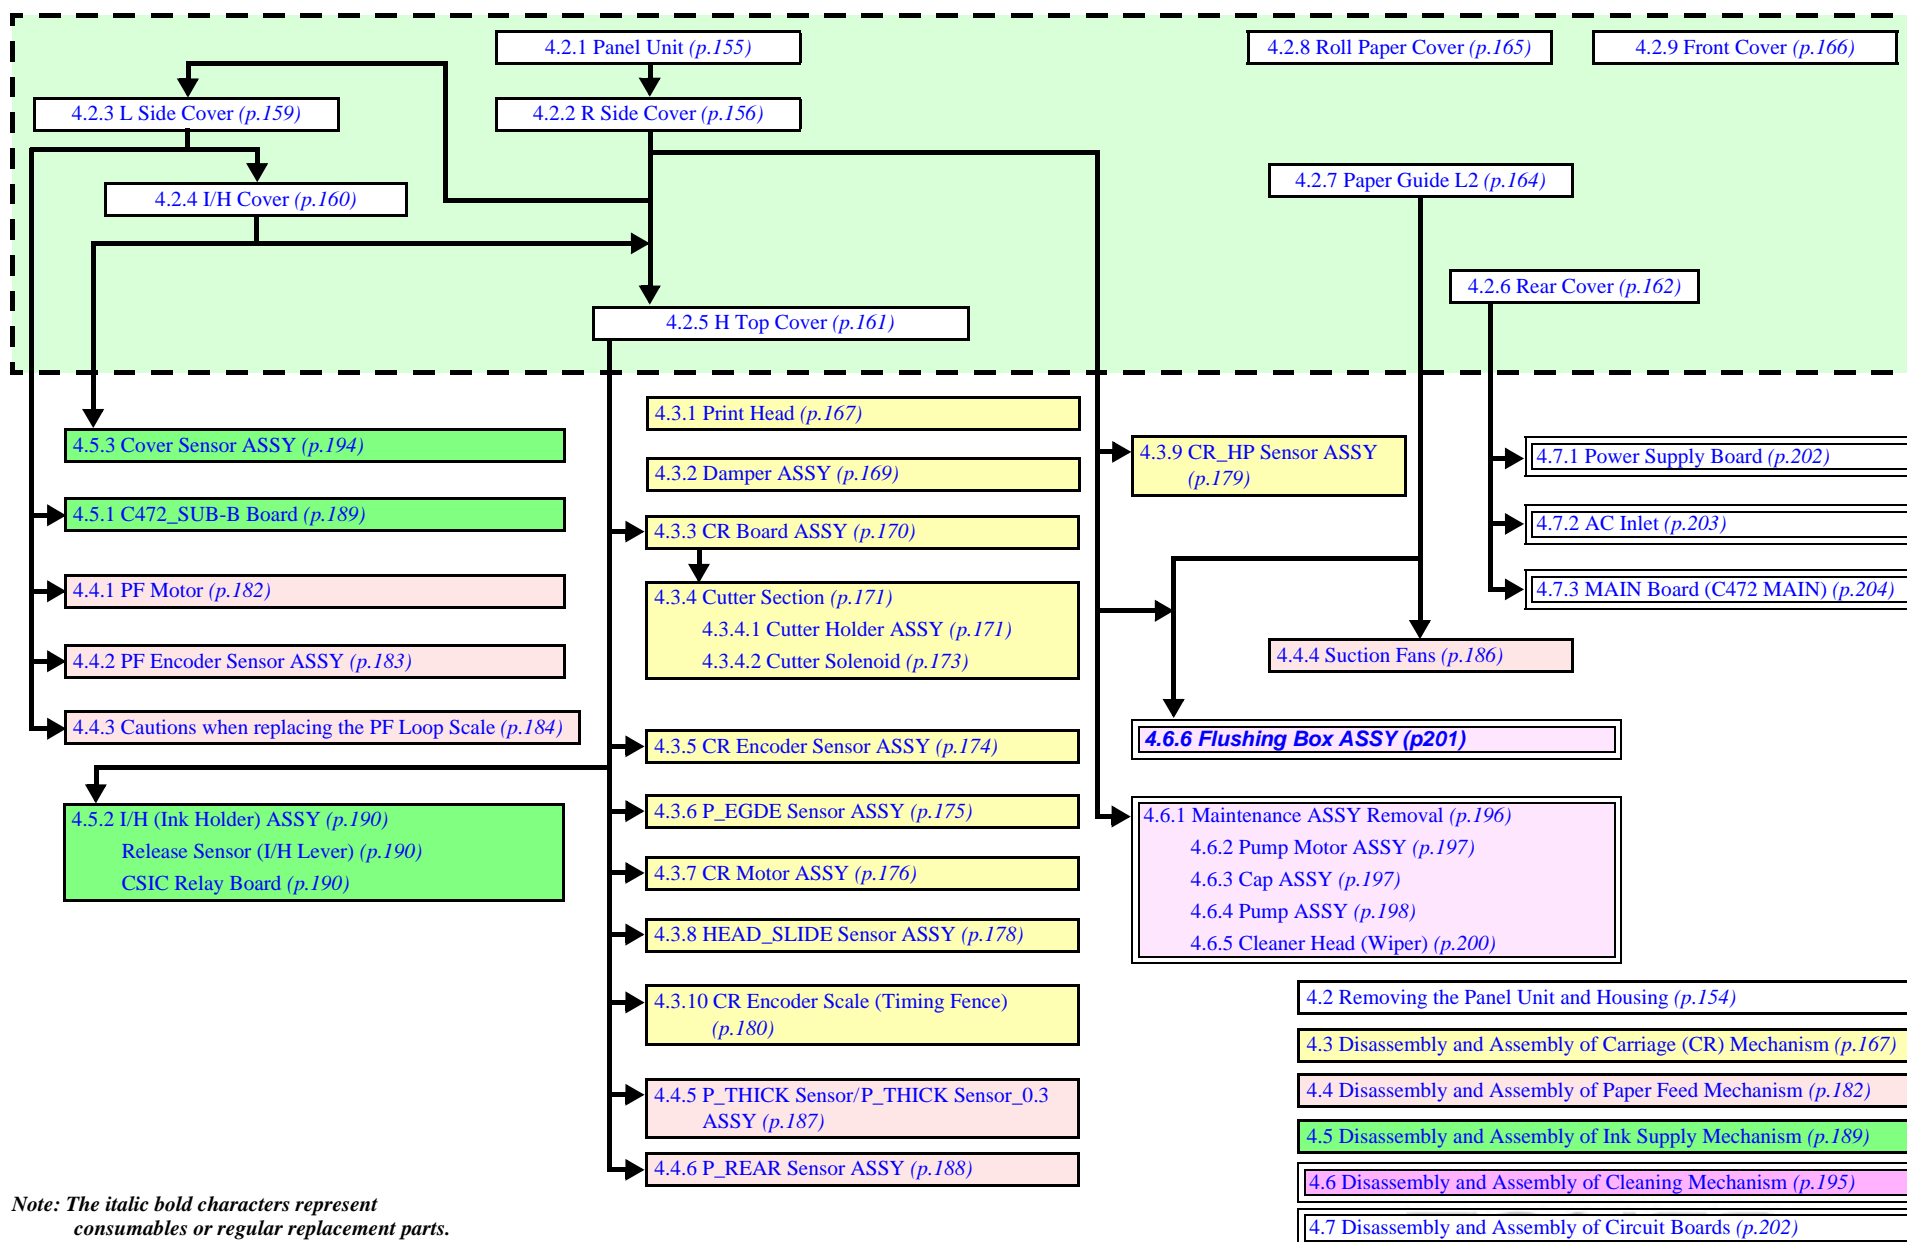 4.2.1 Panel Unit (p.155)
4.2.8 Roll Paper Cover (p.165)
4.2.9 Front Cover (p.166)
4.2.3 L Side Cover (p.159)
4.2.2 R Side Cover (p.156)
4.2.4 I/H Cover (p.160)
4.2.7 Paper Guide L2 (p.164)
4.2.6 Rear Cover (p.162)
4.2.5 H Top Cover (p.161)
4.5.3 Cover Sensor ASSY (p.194)
4.5.1 C472_SUB-B Board (p.189)
4.4.1 PF Motor (p.182)
4.4.2 PF Encoder Sensor ASSY (p.183)
4.4.3 Cautions when replacing the PF Loop Scale (p.184)
4.5.2 I/H (Ink Holder) ASSY (p.190)
Release Sensor (I/H Lever) (p.190)
CSIC Relay Board (p.190)
4.3.1 Print Head (p.167)
4.3.2 Damper ASSY (p.169)
4.3.3 CR Board ASSY (p.170)
4.3.4 Cutter Section (p.171)
4.3.4.1 Cutter Holder ASSY (p.171)
4.3.4.2 Cutter Solenoid (p.173)
4.3.5 CR Encoder Sensor ASSY (p.174)
4.3.6 P_EGDE Sensor ASSY (p.175)
4.3.7 CR Motor ASSY (p.176)
4.3.8 HEAD_SLIDE Sensor ASSY (p.178)
4.3.10 CR Encoder Scale (Timing Fence)
(p.180)
4.4.5 P_THICK Sensor/P_THICK Sensor_0.3
ASSY (p.187)
4.4.6 P_REAR Sensor ASSY (p.188)
4.3.9 CR_HP Sensor ASSY
(p.179)
4.7.1 Power Supply Board (p.202)
4.7.2 AC Inlet (p.203)
4.7.3 MAIN Board (C472 MAIN) (p.204)
4.4.4 Suction Fans (p.186)
4.6.6 Flushing Box ASSY (p201)
4.6.1 Maintenance ASSY Removal (p.196)
4.6.2 Pump Motor ASSY (p.197)
4.6.3 Cap ASSY (p.197)
4.6.4 Pump ASSY (p.198)
4.6.5 Cleaner Head (Wiper) (p.200)
4.2 Removing the Panel Unit and Housing (p.154)
4.3 Disassembly and Assembly of Carriage (CR) Mechanism (p.167)
4.4 Disassembly and Assembly of Paper Feed Mechanism (p.182)
4.5 Disassembly and Assembly of Ink Supply Mechanism (p.189)
4.6 Disassembly and Assembly of Cleaning Mechanism (p.195)
4.7 Disassembly and Assembly of Circuit Boards (p.202)
Note: The italic bold characters represent
consumables or regular replacement parts.